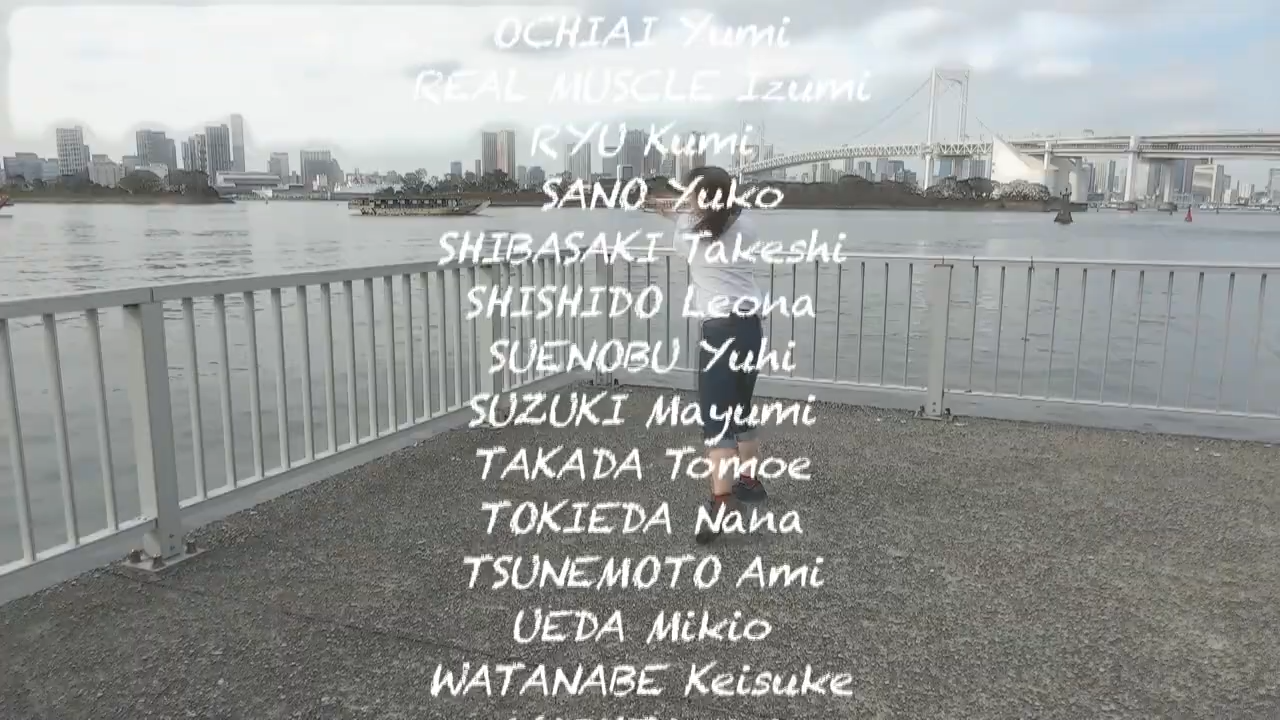 OCHIAI Yumi
REAL MUSCLE Izumi
RYU Kumi
SANO Yuko
SHIBASAKI Takeshi
SHISHIDO Leona
SUENOBU Yuhi
SUZUKI Mayumi
TAKADA Tomoe
TOKIEDA Nana
TSUNEMOTO Ami
UEDA Mikio
WATANABE Keisuke